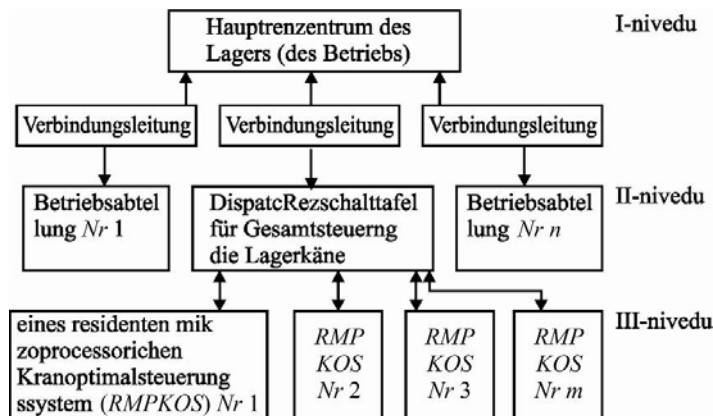 Hauptrenzentrum des
Lagers (des Betriebs)
I-nivedu
Verbindungsleitung
Verbindungsleitung
Verbindungsleitung
Betriebsabtel
lung Nr 1
DispatcRezschalttafel
für Gesamtsteuerng
die Lagerkäne
Betriebsabtel
lung Nr n
II-nivedu
eines residenten mik
zoprocessorichen
Kranoptimalsteuerung
ssystem (RMPKOS) Nr 1
RMP
KOS
Nr 2
RMP
KOS
Nr 3
RMP
KOS
Nr m
III-nivedu